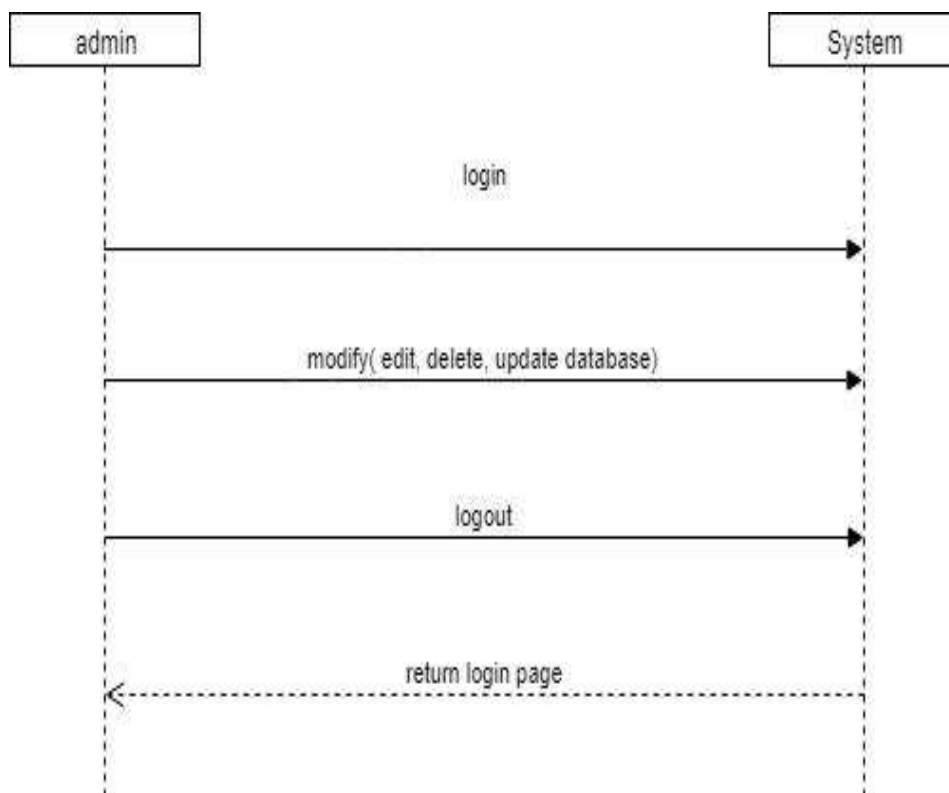 admin
System
login
modify( edit, delete, update database)
logout
return login page